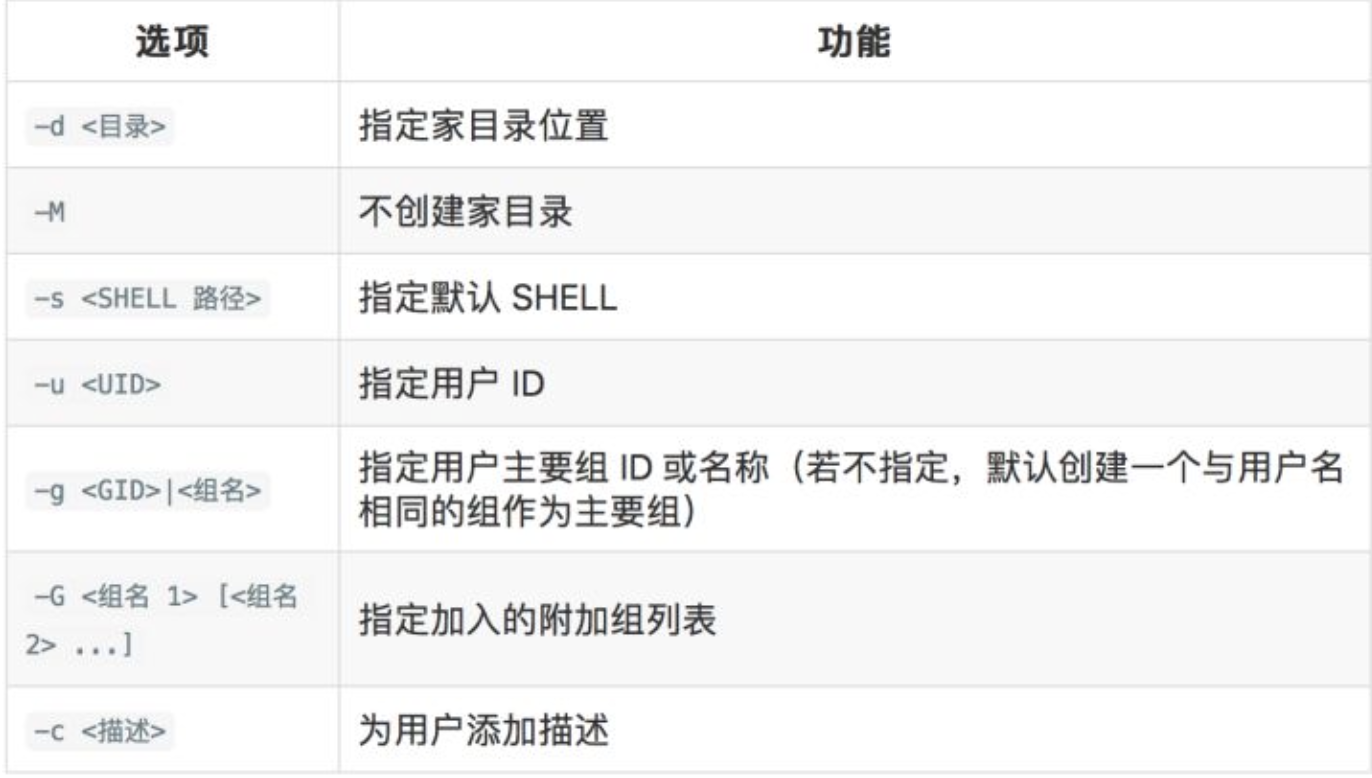 选项 功能
-d <目录> 指定家目录位置
-M 不创建家目录
-s <SHELL 路径> 指定默认 SHELL
-u <UID> 指定用户 ID
-g <GID>|<组名> 指定用户主要组 ID 或名称（若不指定，默认创建一个与用户名
相同的组作为主要组）
-G <组名 1> [<组名
2> ...] 指定加入的附加组列表
-c <描述> 为用户添加描述